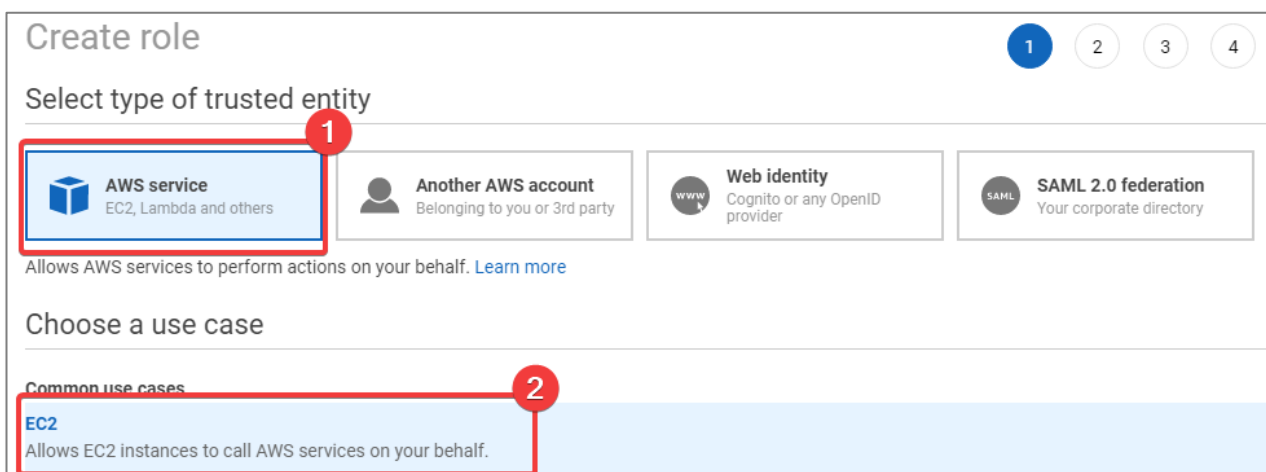 Create role
1 2 3 4
Select type of trusted entity
1
AWS service
EC2, Lambda and others
Another AWS account
Belonging to you or 3rd party
www
Web identity
Cognito or any OpenID
provider
SAML
SAML 2.0 federation
Your corporate directory
Allows AWS services to perform actions on your behalf. Learn more
Choose a use case
Common use cases
2
EC2
Allows EC2 instances to call AWS services on your behalf.